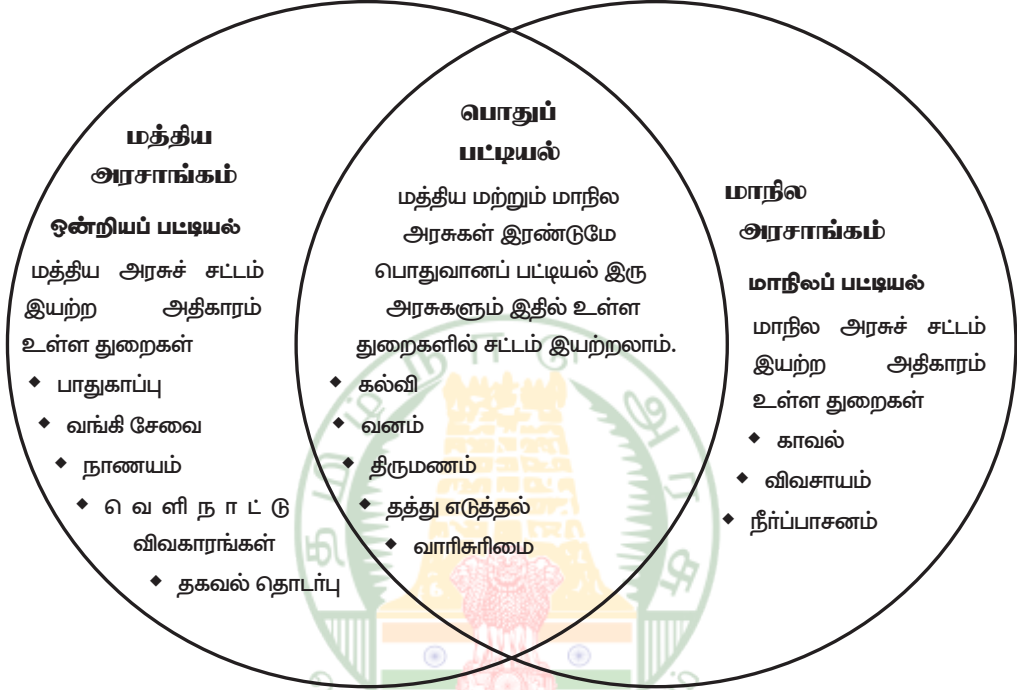 மத்திய
அரசாங்கம்
ஒன்றியப் பட்டியல்
மத்திய அரசுச் சட்டம்
இயற்ற அதிகாரம்
உள்ள துறைகள்
◆ பாதுகாப்பு
◆ வங்கி சேவை
◆ நாணயம்
◆ வெளிநாட்டு
விவகாரங்கள்
◆ தகவல் தொடர்பு
பொதுப்
பட்டியல்
மத்திய மற்றும் மாநில
அரசுகள் இரண்டுமே
பொதுவானப் பட்டியல் இரு
அரசுகளும் இதில் உள்ள
துறைகளில் சட்டம் இயற்றலாம்.
◆ கல்வி
◆ வனம்
◆ திருமணம்
◆ தத்து எடுத்தல்
◆ வாரிசுரிமை
மாநில
அரசாங்கம்
மாநிலப் பட்டியல்
மாநில அரசுச் சட்டம்
இயற்ற அதிகாரம்
உள்ள துறைகள்
◆ காவல்
◆ விவசாயம்
◆ நீர்ப்பாசனம்
தமிழ்நாடு அரசு